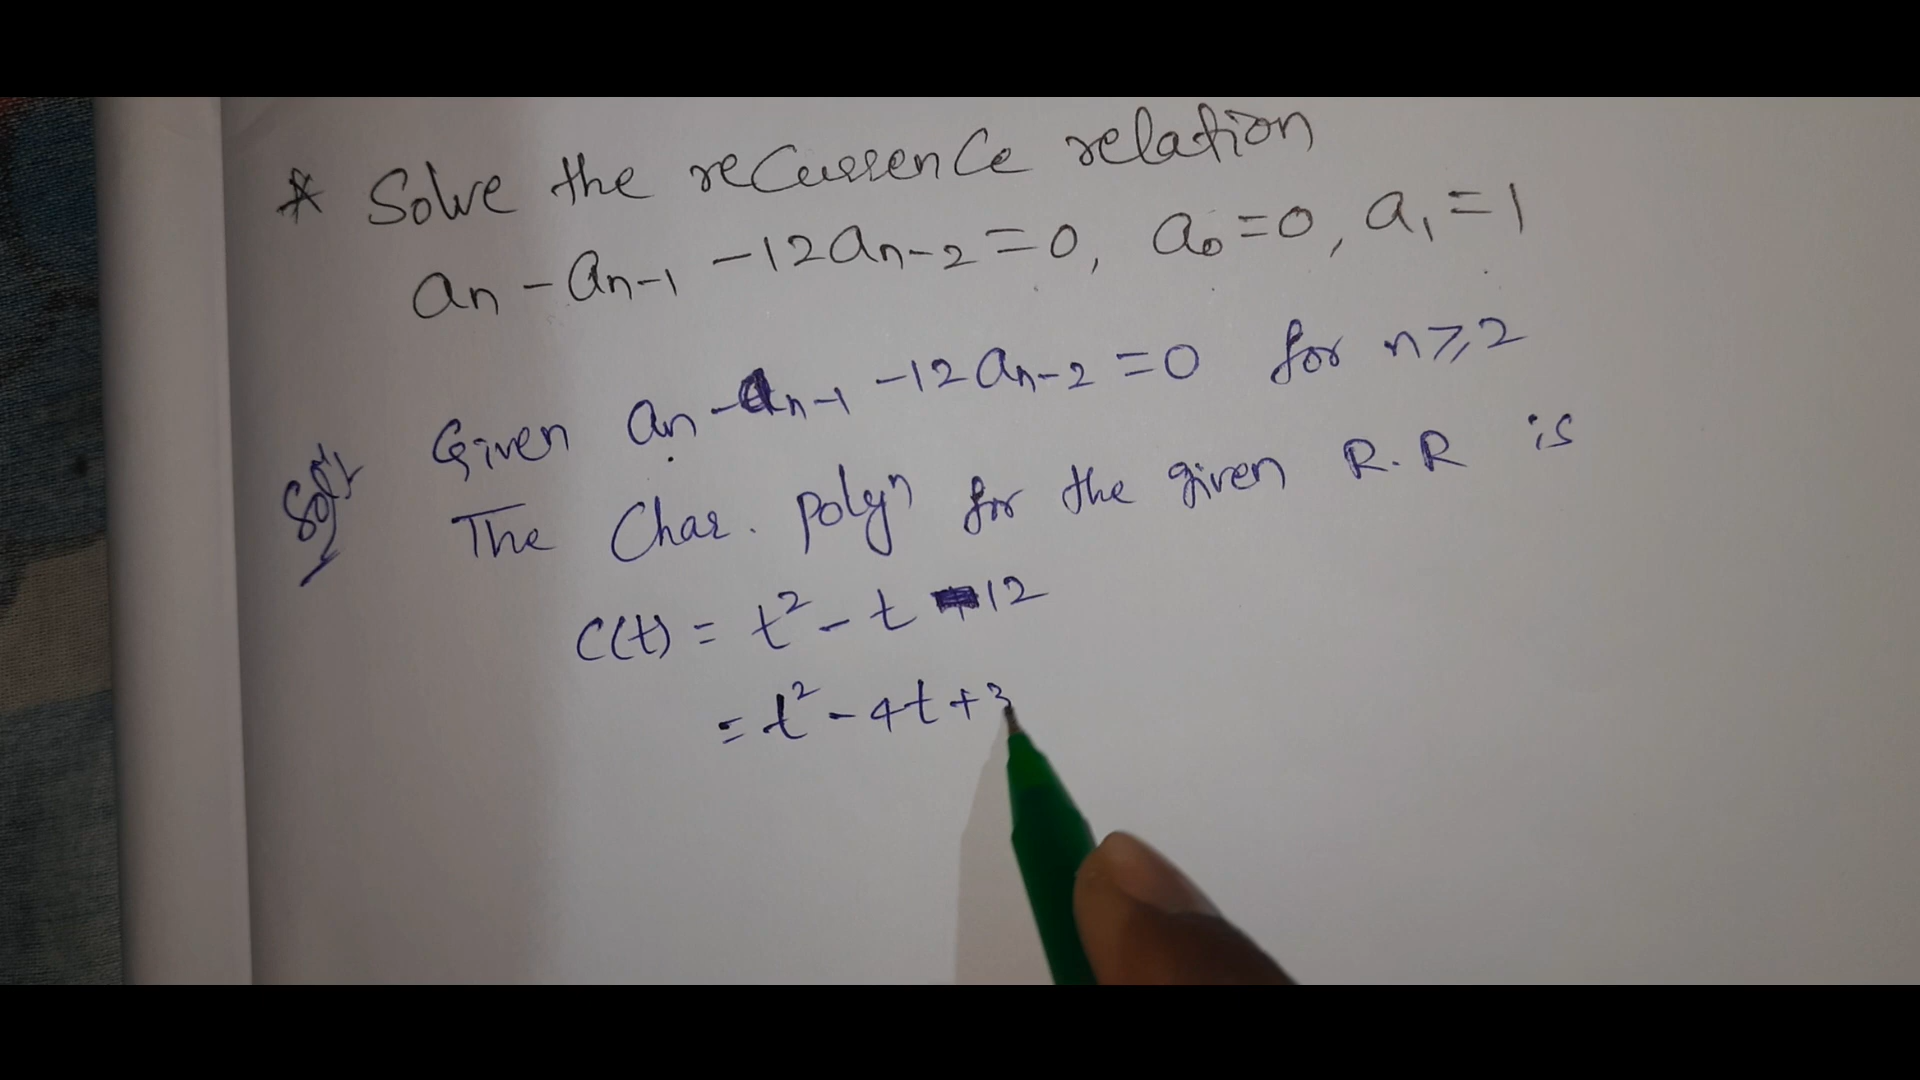 * Solve the recurrence relation
aₙ - aₙ₋₁ - 12aₙ₋₂ = 0, a₀ = 0, a₁ = 1
Solⁿ Given aₙ - aₙ₋₁ - 12aₙ₋₂ = 0 for n ≥ 2
The Char. polyⁿ for the given R.R is
C(t) = t² - t - 12
= t² - 4t + 3